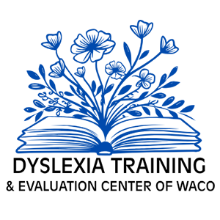 DYSLEXIA TRAINING
& EVALUATION CENTER OF WACO